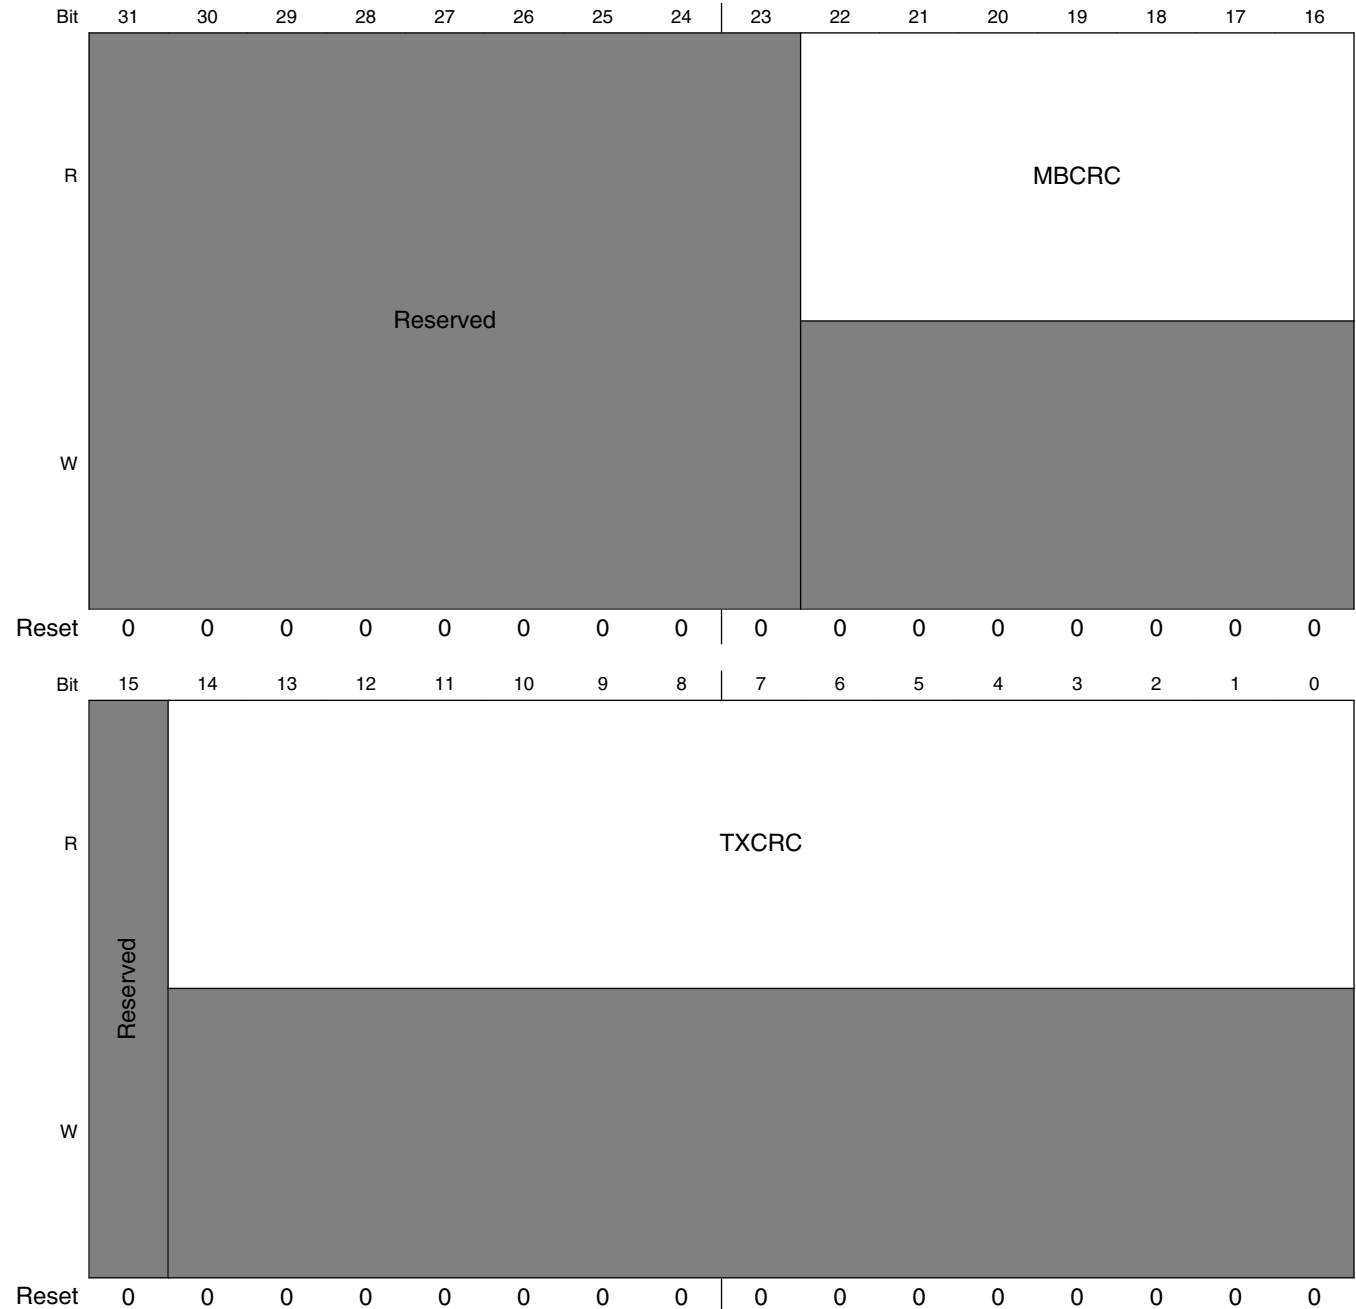 Bit 31 30 29 28 27 26 25 24 23 22 21 20 19 18 17 16
R MBCRC
Reserved
W
Reset 0 0 0 0 0 0 0 0 0 0 0 0 0 0 0 0
Bit 15 14 13 12 11 10 9 8 7 6 5 4 3 2 1 0
R TXCRC
Reserved
W
Reset 0 0 0 0 0 0 0 0 0 0 0 0 0 0 0 0